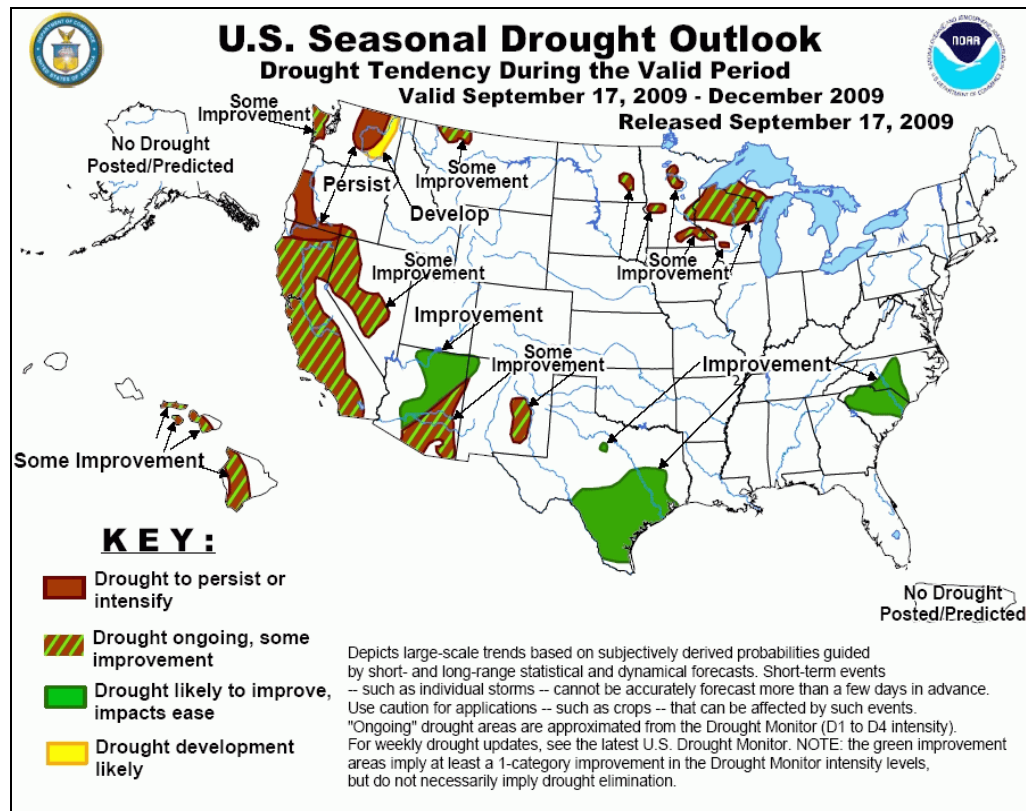 U.S. Seasonal Drought Outlook
Drought Tendency During the Valid Period
Valid September 17, 2009 - December 2009
Released September 17, 2009
NOAA
No Drought
Posted/Predicted
Some
Improvement
Persist
Develop
Some
Improvement
Some
Improvement
Some
Improvement
Improvement
Some
Improvement
Improvement
Some Improvement
No Drought
Posted/Predicted
KEY:
Drought to persist or
intensify
Drought ongoing, some
improvement
Drought likely to improve,
impacts ease
Drought development
likely
Depicts large-scale trends based on subjectively derived probabilities guided
by short- and long-range statistical and dynamical forecasts. Short-term events
-- such as individual storms -- cannot be accurately forecast more than a few days in advance.
Use caution for applications -- such as crops -- that can be affected by such events.
"Ongoing" drought areas are approximated from the Drought Monitor (D1 to D4 intensity).
For weekly drought updates, see the latest U.S. Drought Monitor. NOTE: the green improvement
areas imply at least a 1-category improvement in the Drought Monitor intensity levels,
but do not necessarily imply drought elimination.